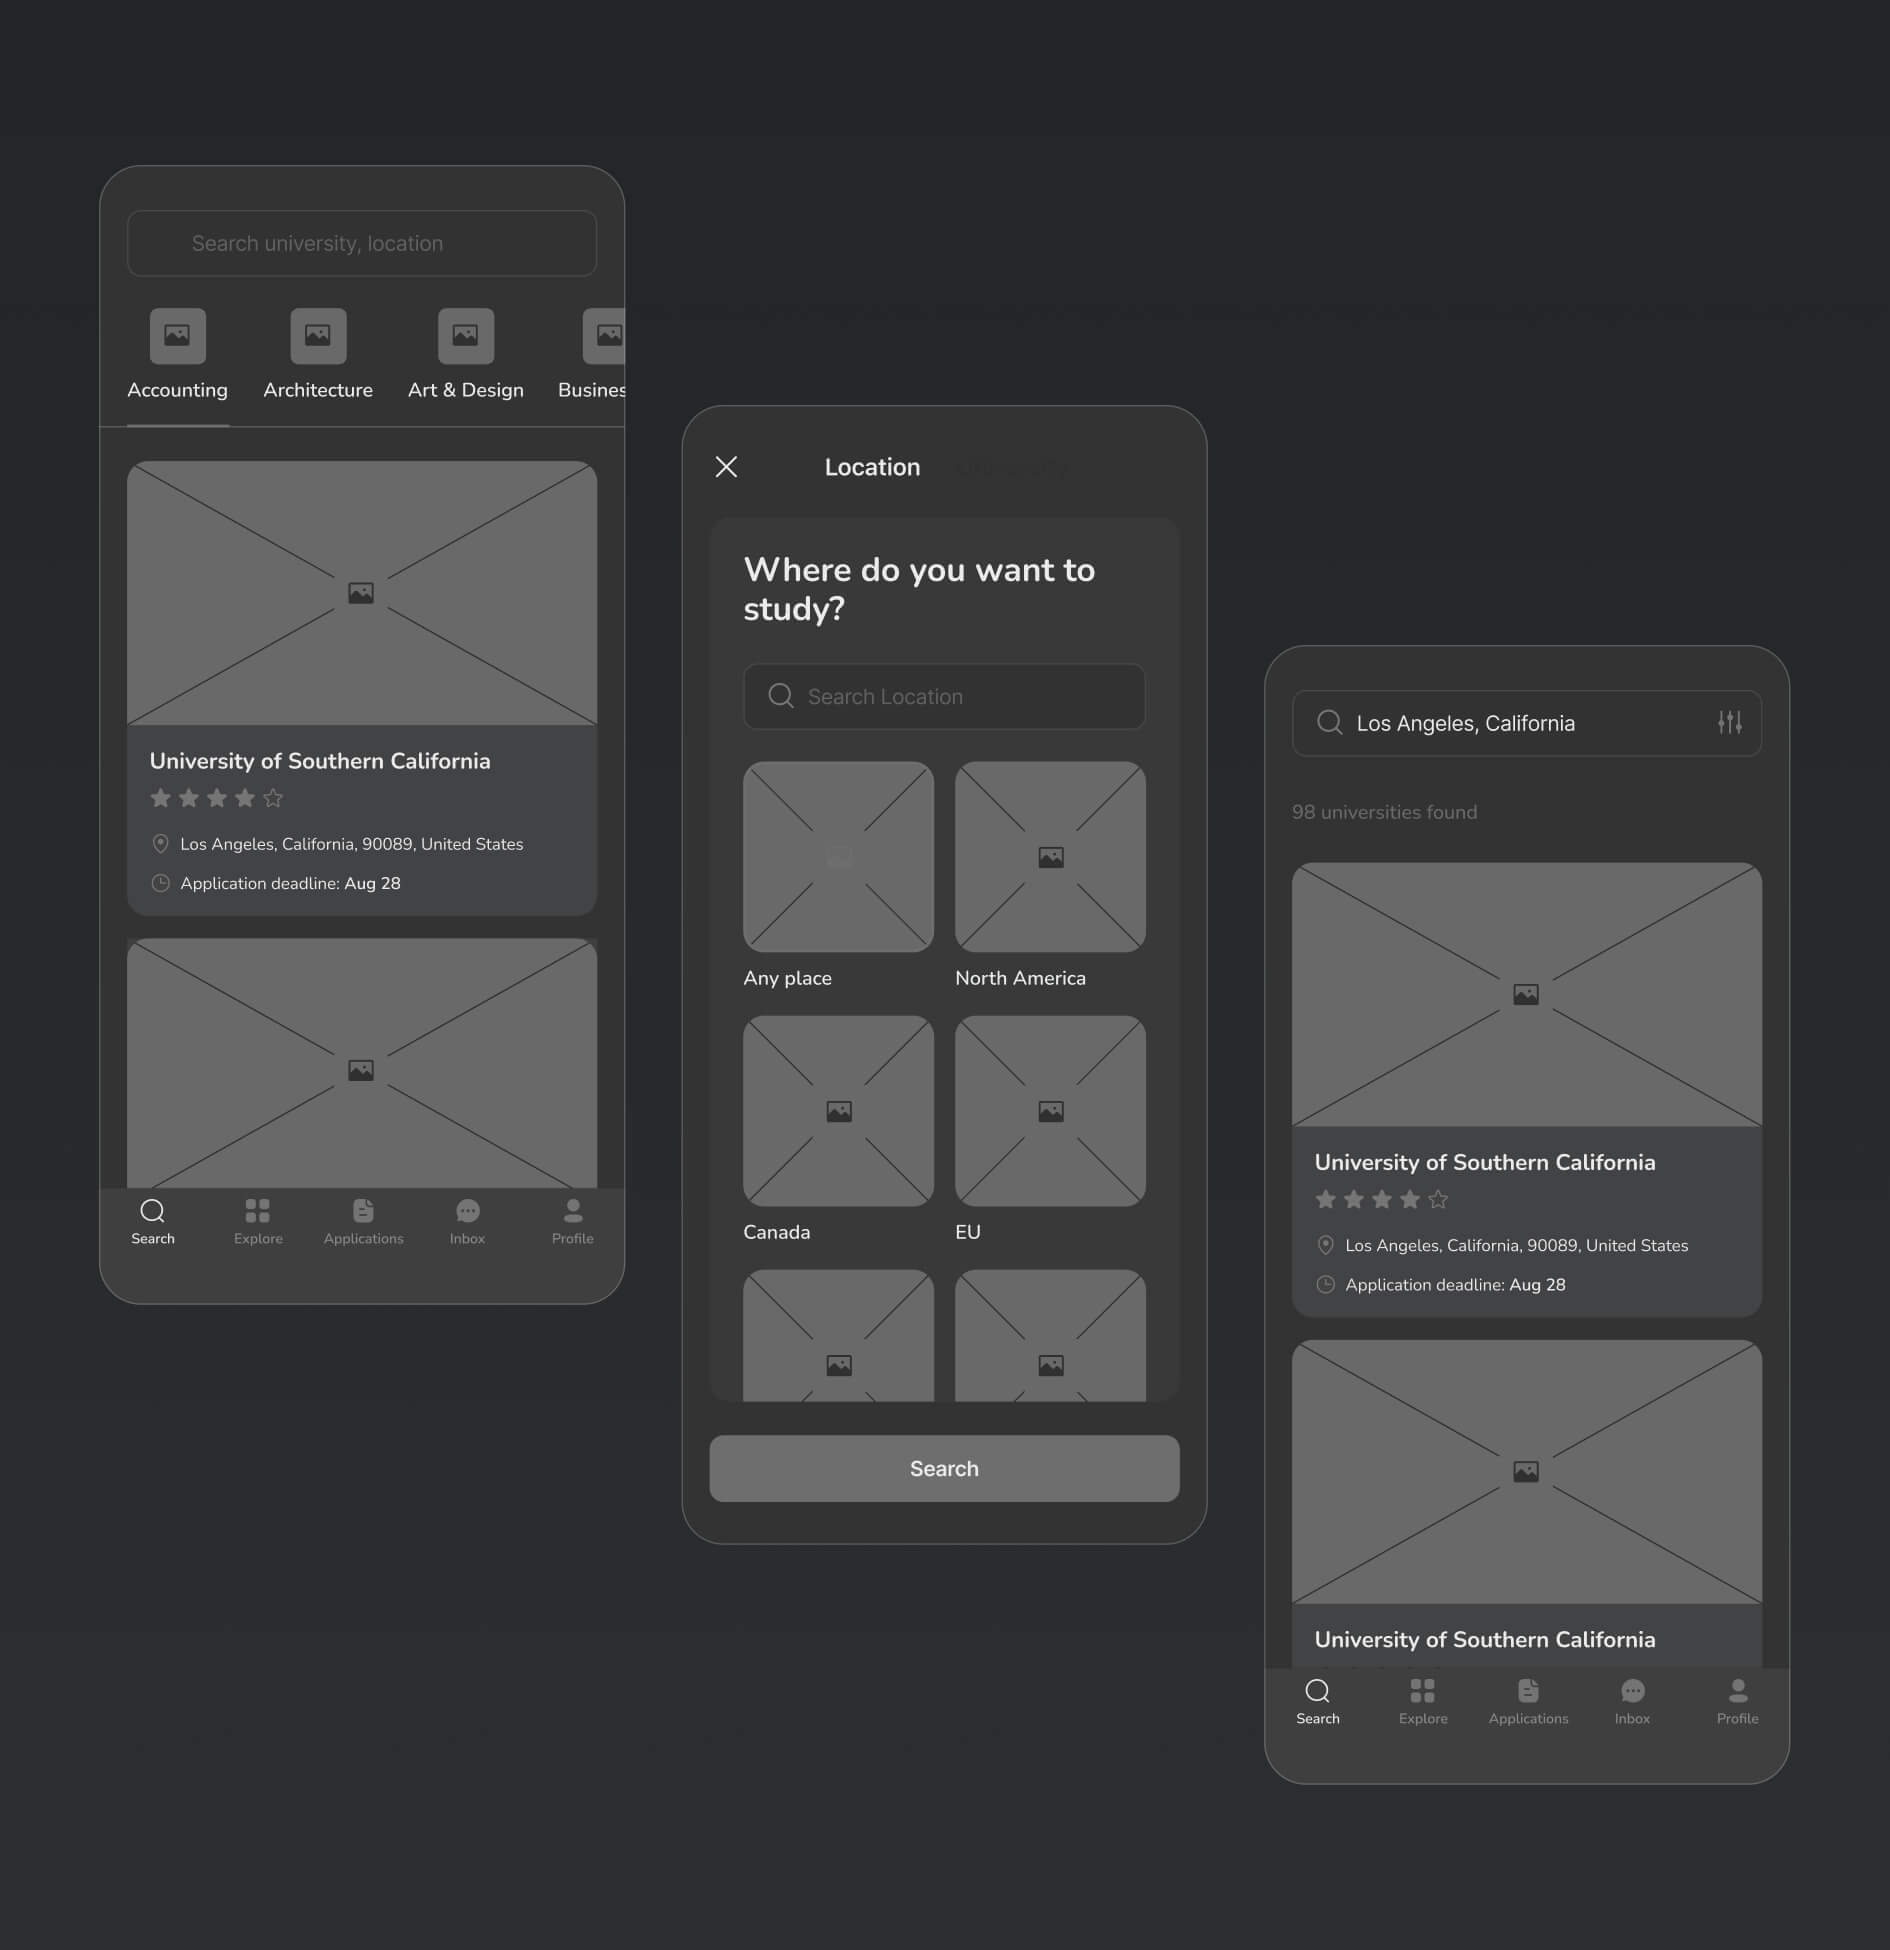 Search university, location
Accounting
Architecture
Art & Design
Busines
University of Southern California
Los Angeles, California, 90089, United States
Application deadline: Aug 28
Search
Explore
Applications
Inbox
Profile
Location
Where do you want to
study?
Search Location
Any place
North America
Canada
EU
Search
Los Angeles, California
98 universities found
University of Southern California
Los Angeles, California, 90089, United States
Application deadline: Aug 28
University of Southern California
Search
Explore
Applications
Inbox
Profile